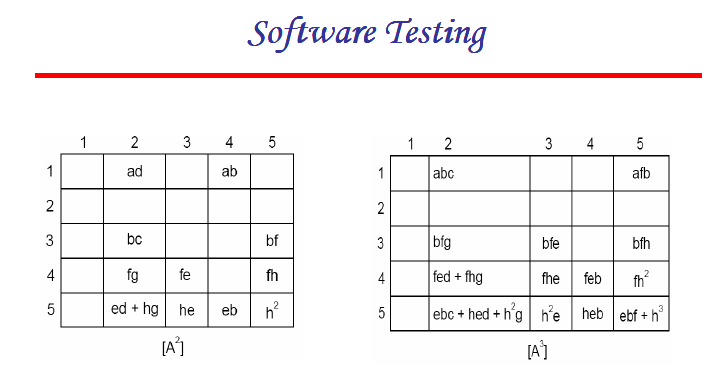 Software Testing
1 2 3 4 5
1 ad ab
2
3 bc bf
4 fg fe fh
5 ed + hg he eb h²
[A²]
1 2 3 4 5
1 abc afb
2
3 bfg bfe bfh
4 fed + fhg fhe feb fh²
5 ebc + hed + h²g h²e heb ebf + h³
[A³]